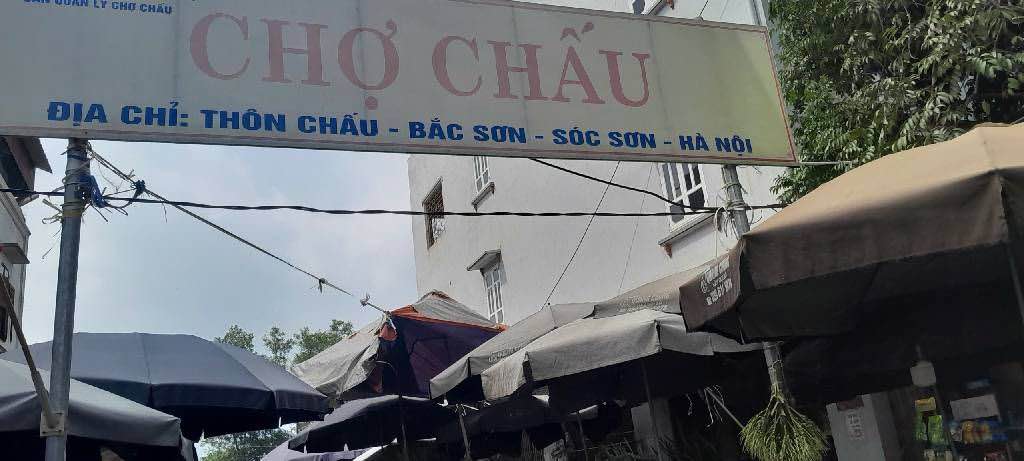 BAN QUẢN LÝ CHỢ CHẤU
CHỢ CHẤU
ĐỊA CHỈ: THÔN CHẤU - BẮC SƠN - SÓC SƠN - HÀ NỘI